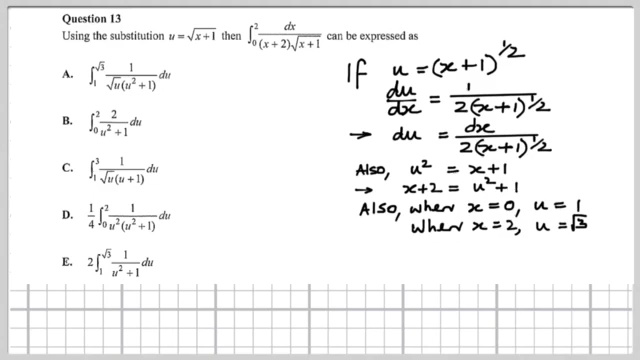 Question 13
Using the substitution u = √(x+1) then ∫₀² dx / ((x+2)√(x+1)) can be expressed as
A. ∫₁^√3 1 / (√u(u²+1)) du
B. ∫₀² 2 / (u²+1) du
C. ∫₁³ 1 / (√u(u+1)) du
D. 1/4 ∫₀² 1 / (u²(u²+1)) du
E. 2 ∫₁^√3 1 / (u²+1) du
If u = (x+1)^1/2
du/dx = 1 / (2(x+1)^1/2)
→ du = dx / (2(x+1)^1/2)
Also, u² = x+1
→ x+2 = u²+1
Also, when x=0, u=1
when x=2, u=√3